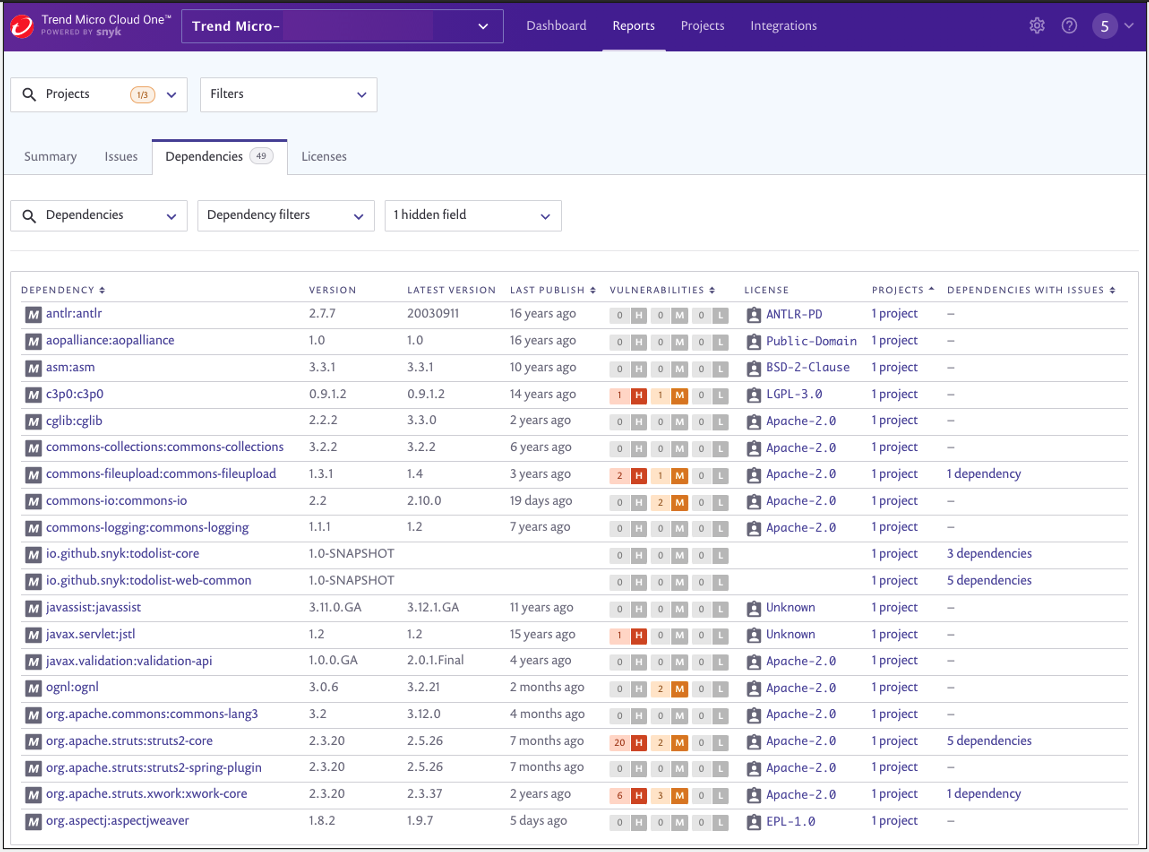 Trend Micro Cloud One™
POWERED BY snyk
Trend Micro-
Dashboard Reports Projects Integrations
5
Projects 1/3 Filters
Summary Issues Dependencies 49 Licenses
Dependencies Dependency filters 1 hidden field
DEPENDENCY VERSION LATEST VERSION LAST PUBLISH VULNERABILITIES LICENSE PROJECTS DEPENDENCIES WITH ISSUES
M antlr:antlr 2.7.7 20030911 16 years ago 0 H 0 M 0 L ANTLR-PD 1 project –
M aopalliance:aopalliance 1.0 1.0 16 years ago 0 H 0 M 0 L Public-Domain 1 project –
M asm:asm 3.3.1 3.3.1 10 years ago 0 H 0 M 0 L BSD-2-Clause 1 project –
M c3p0:c3p0 0.9.1.2 0.9.1.2 14 years ago 1 H 1 M 0 L LGPL-3.0 1 project –
M cglib:cglib 2.2.2 3.3.0 2 years ago 0 H 0 M 0 L Apache-2.0 1 project –
M commons-collections:commons-collections 3.2.2 3.2.2 6 years ago 0 H 0 M 0 L Apache-2.0 1 project –
M commons-fileupload:commons-fileupload 1.3.1 1.4 3 years ago 2 H 1 M 0 L Apache-2.0 1 project 1 dependency
M commons-io:commons-io 2.2 2.10.0 19 days ago 0 H 2 M 0 L Apache-2.0 1 project –
M commons-logging:commons-logging 1.1.1 1.2 7 years ago 0 H 0 M 0 L Apache-2.0 1 project –
M io.github.snyk:todolist-core 1.0-SNAPSHOT 0 H 0 M 0 L 1 project 3 dependencies
M io.github.snyk:todolist-web-common 1.0-SNAPSHOT 0 H 0 M 0 L 1 project 5 dependencies
M javassist:javassist 3.11.0.GA 3.12.1.GA 11 years ago 0 H 0 M 0 L Unknown 1 project –
M javax.servlet:jstl 1.2 1.2 15 years ago 1 H 0 M 0 L Unknown 1 project –
M javax.validation:validation-api 1.0.0.GA 2.0.1.Final 4 years ago 0 H 0 M 0 L Apache-2.0 1 project –
M ognl:ognl 3.0.6 3.2.21 2 months ago 0 H 2 M 0 L Apache-2.0 1 project –
M org.apache.commons:commons-lang3 3.2 3.12.0 4 months ago 0 H 0 M 0 L Apache-2.0 1 project –
M org.apache.struts:struts2-core 2.3.20 2.5.26 7 months ago 20 H 2 M 0 L Apache-2.0 1 project 5 dependencies
M org.apache.struts:struts2-spring-plugin 2.3.20 2.5.26 7 months ago 0 H 0 M 0 L Apache-2.0 1 project –
M org.apache.struts.xwork:xwork-core 2.3.20 2.3.37 2 years ago 6 H 3 M 0 L Apache-2.0 1 project 1 dependency
M org.aspectj:aspectjweaver 1.8.2 1.9.7 5 days ago 0 H 0 M 0 L EPL-1.0 1 project –